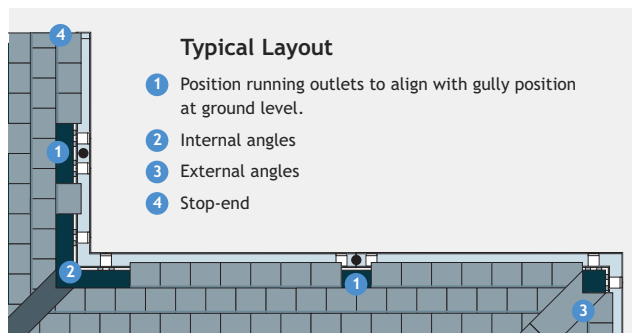 4
Typical Layout
1 Position running outlets to align with gully position
at ground level.
2 Internal angles
1
3 External angles
4 Stop-end
2
1
3